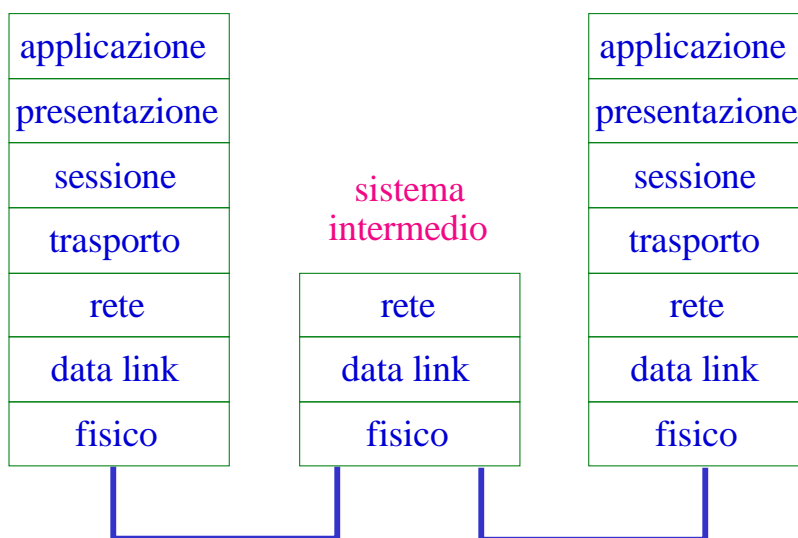 applicazione
presentazione
sessione
trasporto
rete
data link
fisico
sistema
intermedio
rete
data link
fisico
applicazione
presentazione
sessione
trasporto
rete
data link
fisico